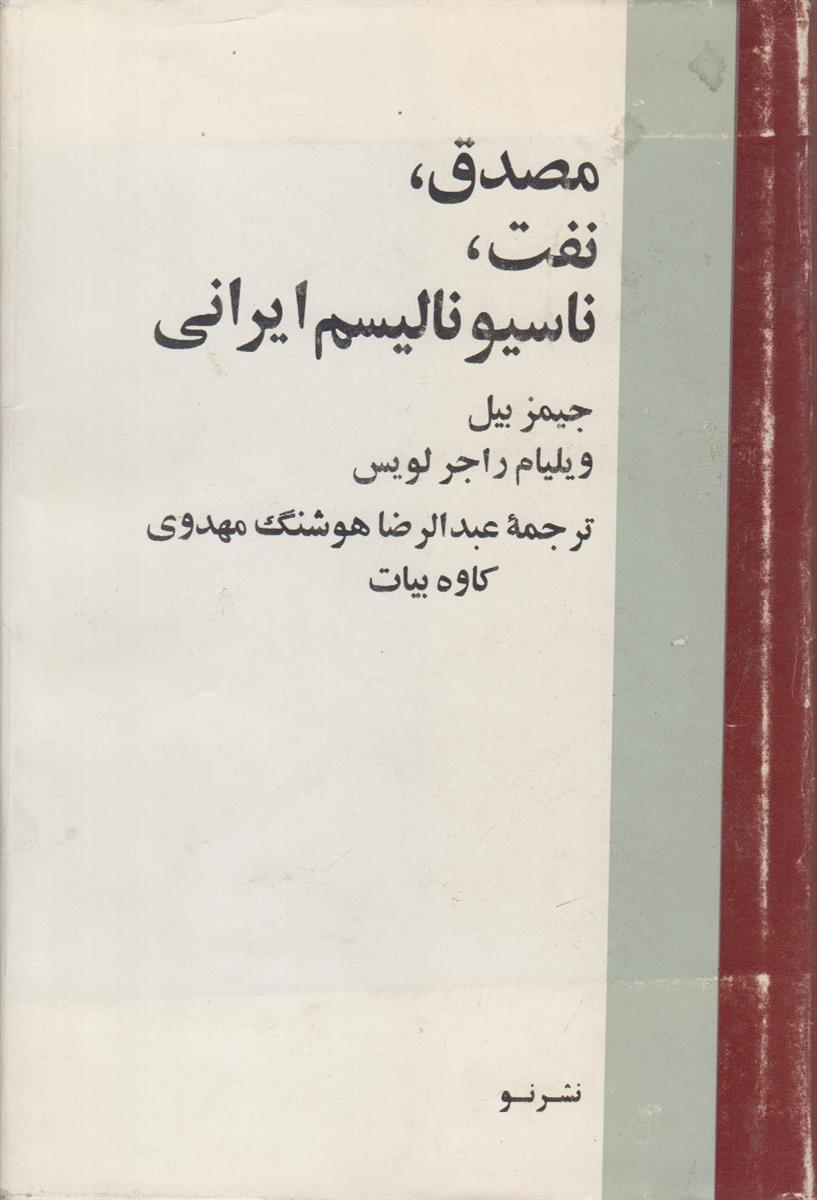 مصدق،
نفت،
ناسیونالیسم ایرانی
جیمز بیل
ویلیام راجر لویس
ترجمهٔ عبدالرضا هوشنگ مهدوی
کاوه بیات
نشر نو